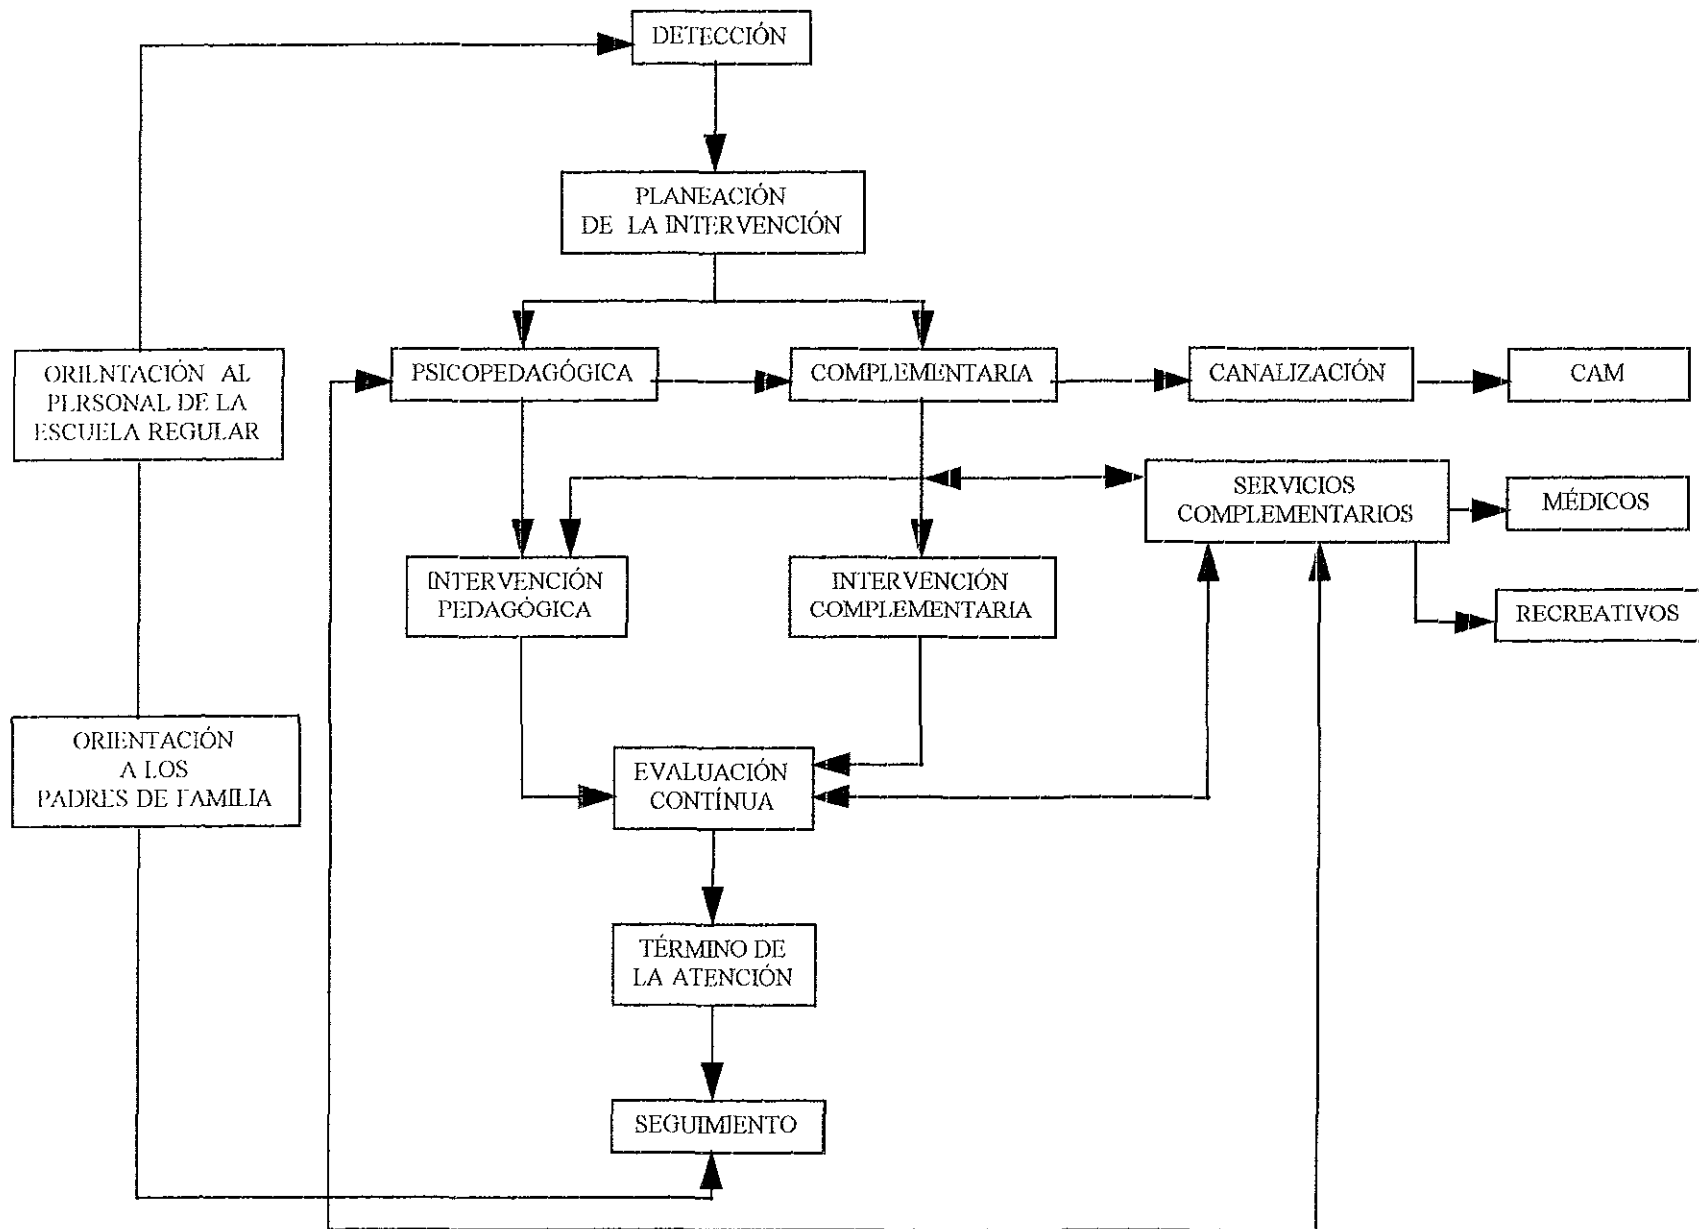 DETECCIÓN
PLANEACIÓN
DE LA INTERVENCIÓN
ORIENTACIÓN AL
PERSONAL DE LA
ESCUELA REGULAR
PSICOPEDAGÓGICA
COMPLEMENTARIA
CANALIZACIÓN
CAM
SERVICIOS
COMPLEMENTARIOS
MÉDICOS
INTERVENCIÓN
PEDAGÓGICA
INTERVENCIÓN
COMPLEMENTARIA
RECREATIVOS
ORIENTACIÓN
A LOS
PADRES DE FAMILIA
EVALUACIÓN
CONTÍNUA
TÉRMINO DE
LA ATENCIÓN
SEGUIMIENTO